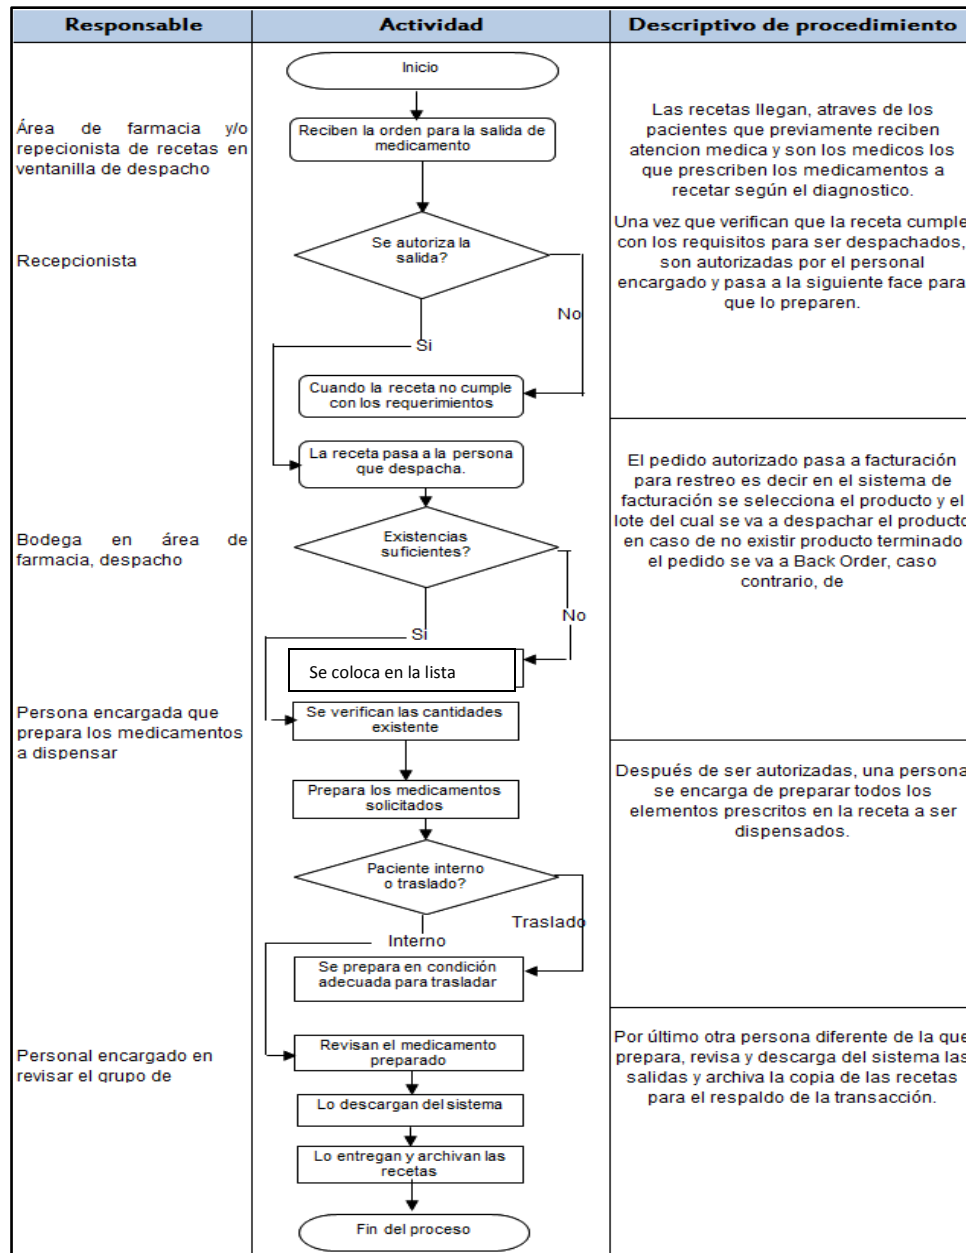 Responsable
Actividad
Descriptivo de procedimiento
Inicio
Área de farmacia y/o
repecionista de recetas en
ventanilla de despacho
Reciben la orden para la salida de
medicamento
Las recetas llegan, atraves de los
pacientes que previamente reciben
atencion medica y son los medicos los
que prescriben los medicamentos a
recetar según el diagnostico.
Recepcionista
Se autoriza la
salida?
No
Si
Una vez que verifican que la receta cumple
con los requisitos para ser despachados,
son autorizadas por el personal
encargado y pasa a la siguiente face para
que lo preparen.
Cuando la receta no cumple
con los requerimientos
La receta pasa a la persona
que despacha.
Bodega en área de
farmacia, despacho
Existencias
suficientes?
No
Si
El pedido autorizado pasa a facturación
para restreo es decir en el sistema de
facturación se selecciona el producto y el
lote del cual se va a despachar el producto
en caso de no existir producto terminado
el pedido se va a Back Order, caso
contrario, de
Se coloca en la lista
Persona encargada que
prepara los medicamentos
a dispensar
Se verifican las cantidades
existente
Prepara los medicamentos
solicitados
Después de ser autorizadas, una persona
se encarga de preparar todos los
elementos prescritos en la receta a ser
dispensados.
Paciente interno
o traslado?
Traslado
Interno
Se prepara en condición
adecuada para trasladar
Personal encargado en
revisar el grupo de
Revisan el medicamento
preparado
Lo descargan del sistema
Lo entregan y archivan las
recetas
Por último otra persona diferente de la que
prepara, revisa y descarga del sistema las
salidas y archiva la copia de las recetas
para el respaldo de la transacción.
Fin del proceso